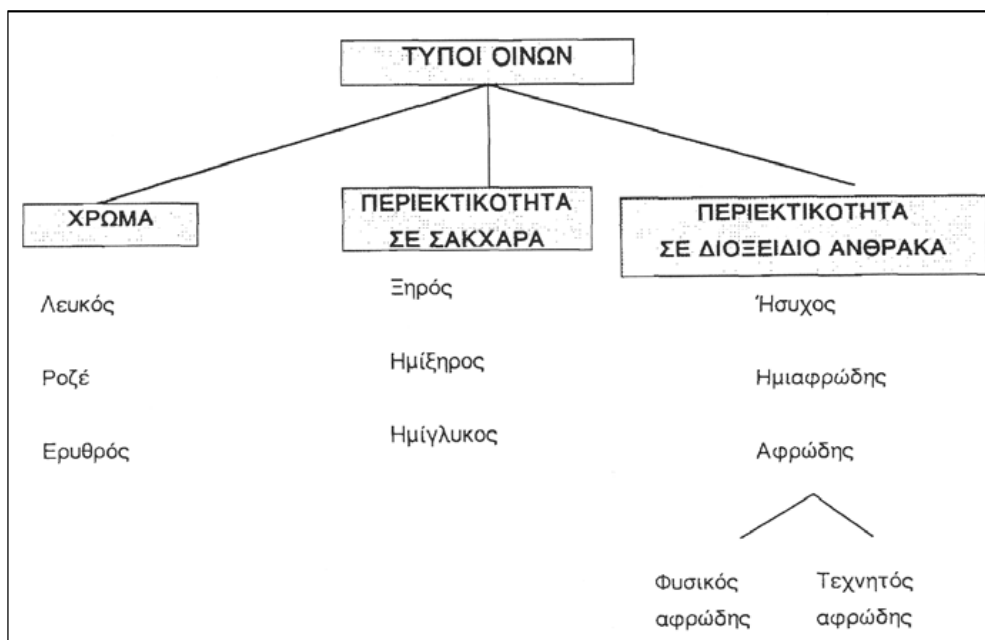 ΤΥΠΟΙ ΟΙΝΩΝ
ΧΡΩΜΑ
Λευκός
Ροζέ
Ερυθρός
ΠΕΡΙΕΚΤΙΚΟΤΗΤΑ
ΣΕ ΣΑΚΧΑΡΑ
Ξηρός
Ημίξηρος
Ημίγλυκος
ΠΕΡΙΕΚΤΙΚΟΤΗΤΑ
ΣΕ ΔΙΟΞΕΙΔΙΟ ΑΝΘΡΑΚΑ
Ήσυχος
Ημιαφρώδης
Αφρώδης
Φυσικός
αφρώδης
Τεχνητός
αφρώδης